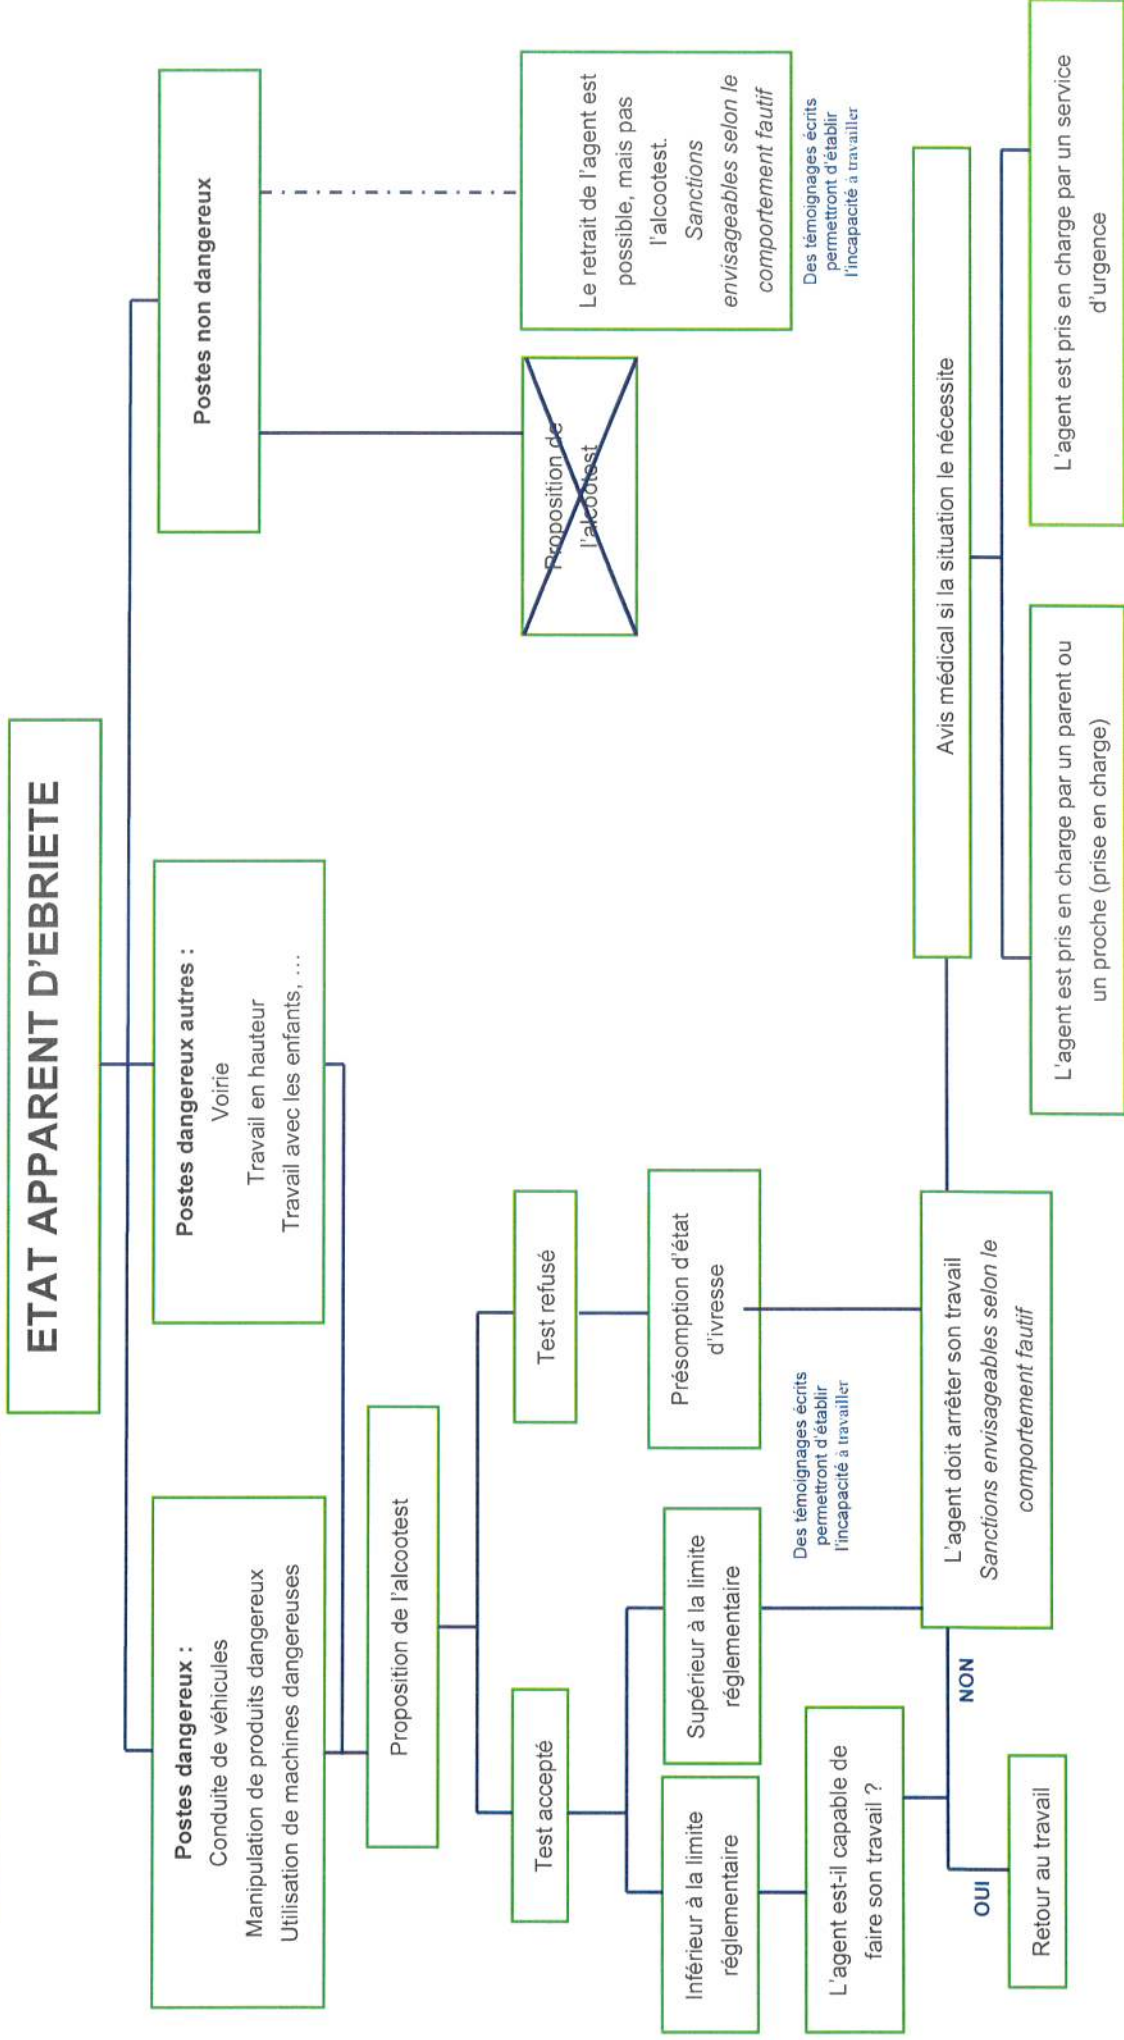 ETAT APPARENT D'EBRIETE
Postes dangereux :
Conduite de véhicules
Manipulation de produits dangereux
Utilisation de machines dangereuses
Postes dangereux autres :
Voirie
Travail en hauteur
Travail avec les enfants, …
Postes non dangereux
Proposition de l'alcootest
Proposition de
l'alcootest
Le retrait de l'agent est
possible, mais pas
l'alcootest.
Sanctions
envisageables selon le
comportement fautif
Des témoignages écrits
permettront d'établir
l'incapacité à travailler
Test accepté
Test refusé
Inférieur à la limite
réglementaire
Supérieur à la limite
réglementaire
Présomption d'état
d'ivresse
Des témoignages écrits
permettront d'établir
l'incapacité à travailler
L'agent est-il capable de
faire son travail ?
OUI
NON
Retour au travail
L'agent doit arrêter son travail
Sanctions envisageables selon le
comportement fautif
Avis médical si la situation le nécessite
L'agent est pris en charge par un parent ou
un proche (prise en charge)
L'agent est pris en charge par un service
d'urgence